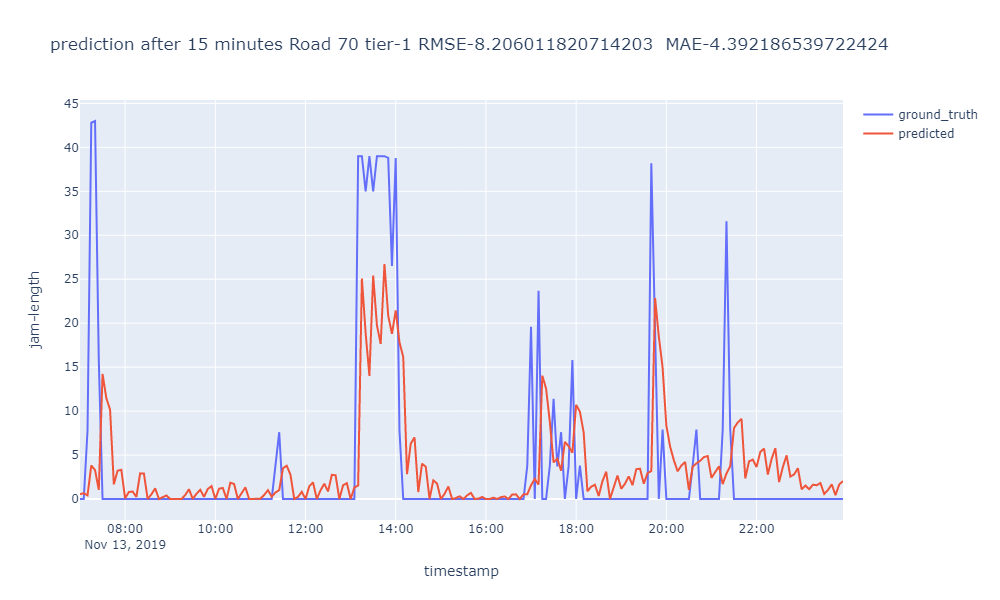 prediction after 15 minutes Road 70 tier-1 RMSE-8.206011820714203  MAE-4.392186539722424
ground_truth
predicted
jam-length
45
40
35
30
25
20
15
10
5
0
08:00 10:00 12:00 14:00 16:00 18:00 20:00 22:00
Nov 13, 2019
timestamp